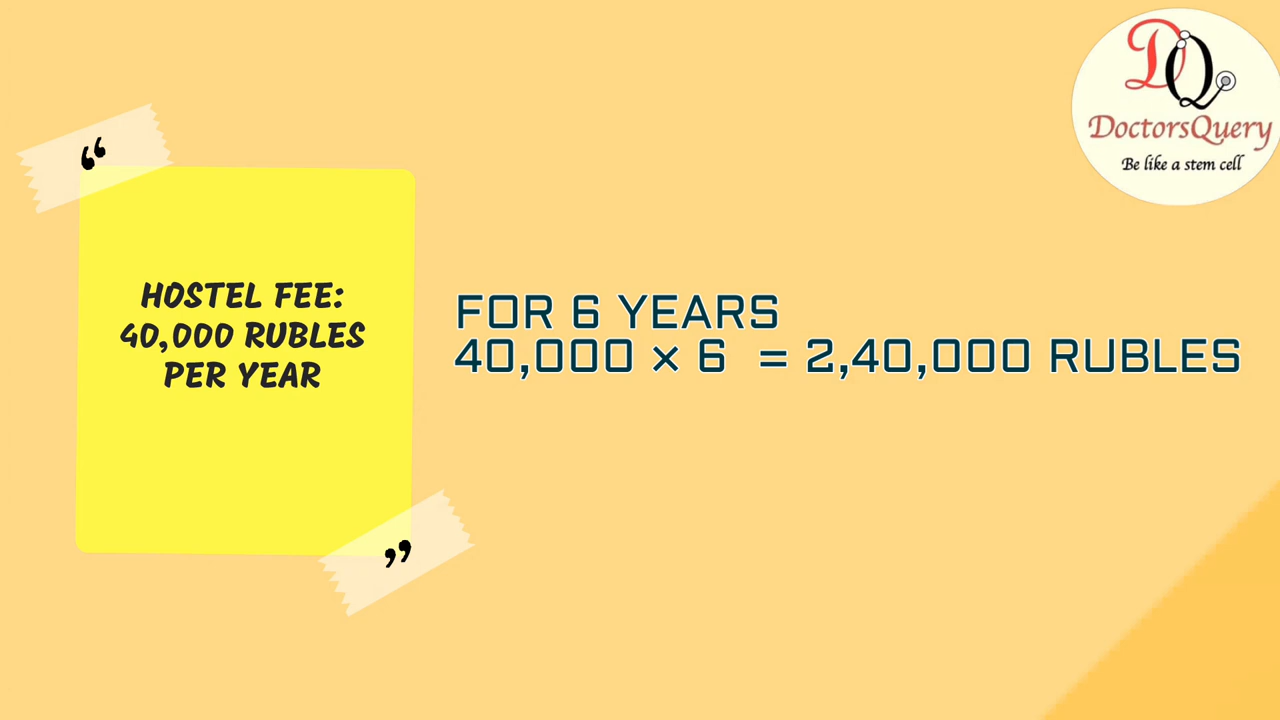 DQ
DoctorsQuery
Be like a stem cell
“
HOSTEL FEE:
40,000 RUBLES
PER YEAR
”
FOR 6 YEARS
40,000 × 6 = 2,40,000 RUBLES